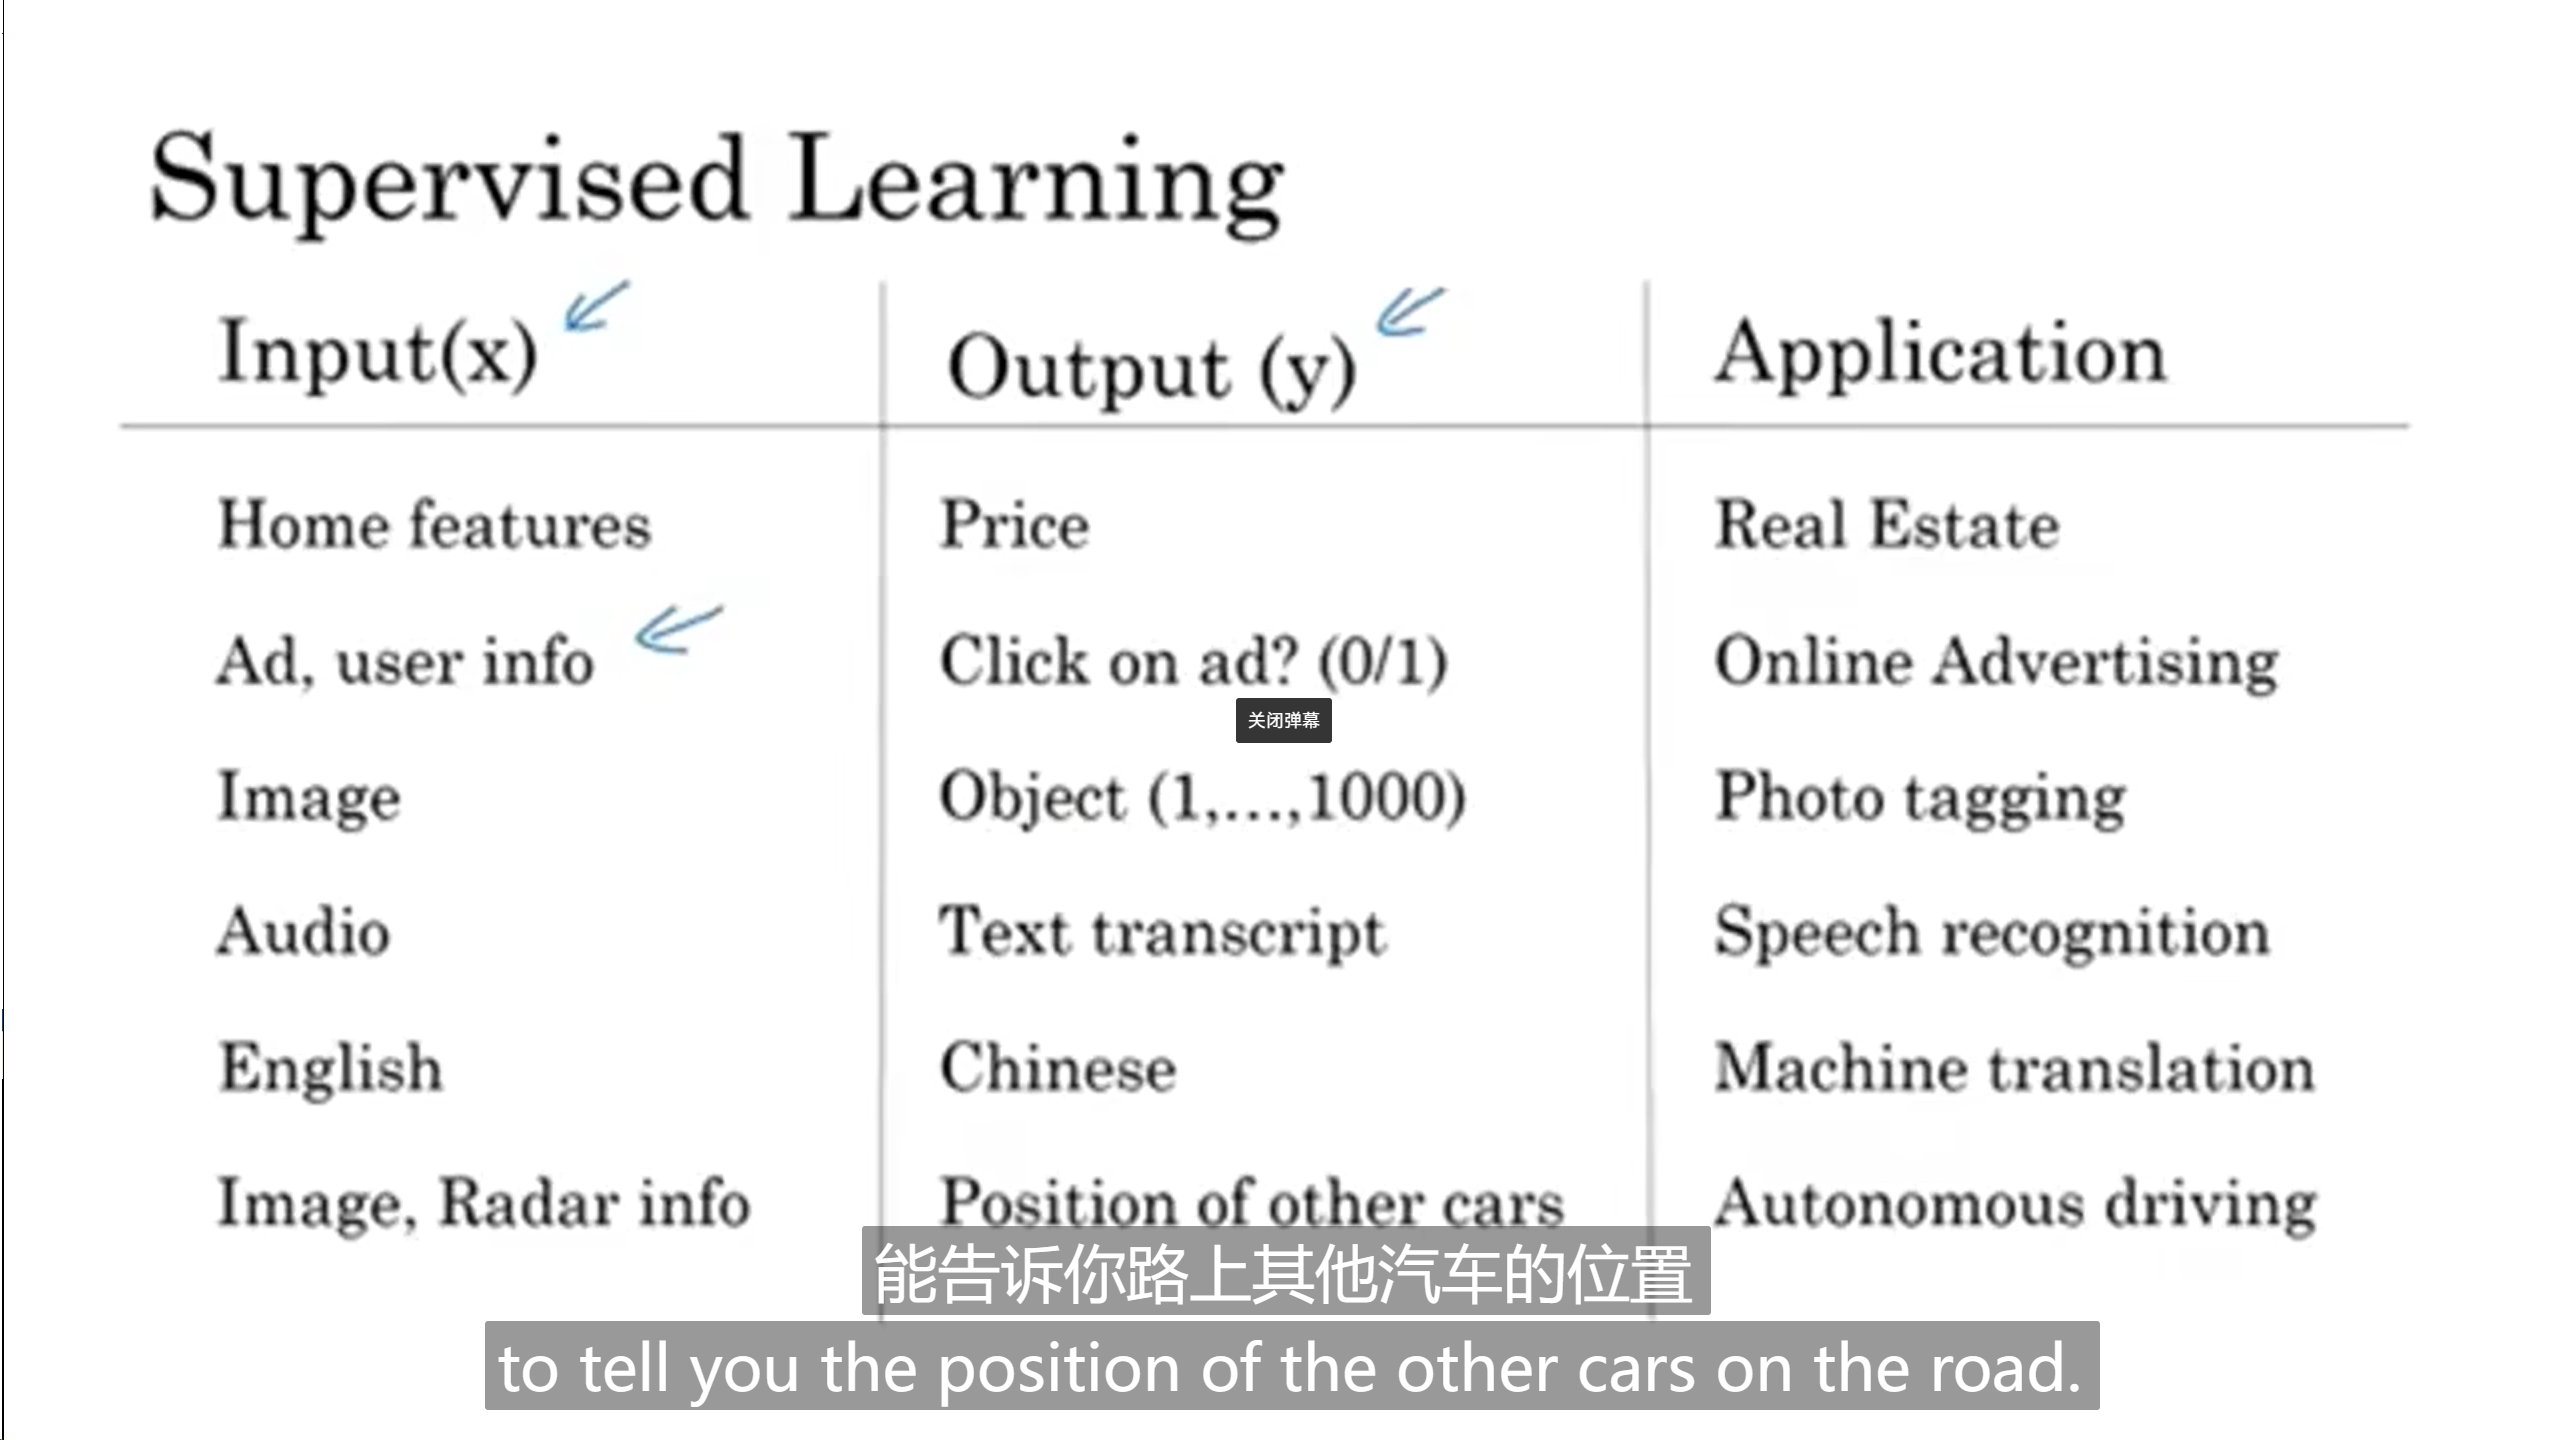 Supervised Learning
Input(x) Output (y) Application
Home features Price Real Estate
Ad, user info Click on ad? (0/1) Online Advertising
关闭弹幕
Image Object (1,...,1000) Photo tagging
Audio Text transcript Speech recognition
English Chinese Machine translation
Image, Radar info Position of other cars Autonomous driving
能告诉你路上其他汽车的位置
to tell you the position of the other cars on the road.